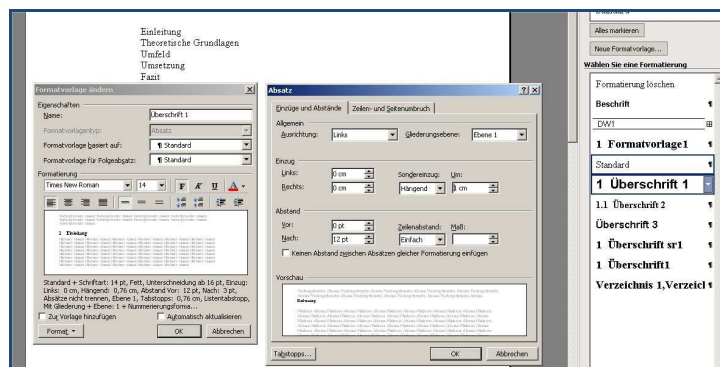 Einleitung
Theoretische Grundlagen
Umfeld
Umsetzung
Fazit
Formatvorlage ändern
Eigenschaften
Name: Überschrift 1
Formatvorlagentyp: Absatz
Formatvorlage basiert auf: ¶ Standard
Formatvorlage für Folgeabsatz: ¶ Standard
Formatierung
Times New Roman 14 F K U A
1 Einleitung
Standard + Schriftart: 14 pt, Fett, Unterschneidung ab 16 pt, Einzug:
Links: 0 cm, Hängend: 0,76 cm, Abstand Vor: 12 pt, Nach: 3 pt,
Absätze nicht trennen, Ebene 1, Tabstopps: 0,76 cm, Listentabstopp,
Mit Gliederung + Ebene: 1 + Nummerierungsforma...
Zur Vorlage hinzufügen Automatisch aktualisieren
Format OK Abbrechen
Absatz
Einzüge und Abstände Zeilen- und Seitenumbruch
Allgemein
Ausrichtung: Links Gliederungsebene: Ebene 1
Einzug
Links: 0 cm Sondereinzug: Um:
Rechts: 0 cm Hängend 1 cm
Abstand
Vor: 0 pt Zeilenabstand: Maß:
Nach: 12 pt Einfach
Keinen Abstand zwischen Absätzen gleicher Formatierung einfügen
Vorschau
Tabstopps... OK Abbrechen
Alles markieren
Neue Formatvorlage...
Wählen Sie eine Formatierung
Formatierung löschen
Beschrift ¶
DW1
1 Formatvorlage1 ¶
Standard ¶
1 Überschrift 1
1.1 Überschrift 2 ¶
Überschrift 3 ¶
1 Überschrift sr1 ¶
1 Überschrift1 ¶
Verzeichnis 1,Verzeicl ¶